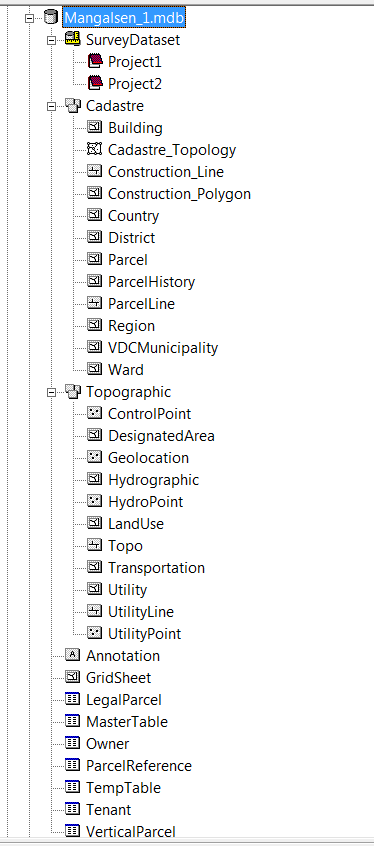 Mangalsen_1.mdb
SurveyDataset
Project1
Project2
Cadastre
Building
Cadastre_Topology
Construction_Line
Construction_Polygon
Country
District
Parcel
ParcelHistory
ParcelLine
Region
VDCMunicipality
Ward
Topographic
ControlPoint
DesignatedArea
Geolocation
Hydrographic
HydroPoint
LandUse
Topo
Transportation
Utility
UtilityLine
UtilityPoint
Annotation
GridSheet
LegalParcel
MasterTable
Owner
ParcelReference
TempTable
Tenant
VerticalParcel